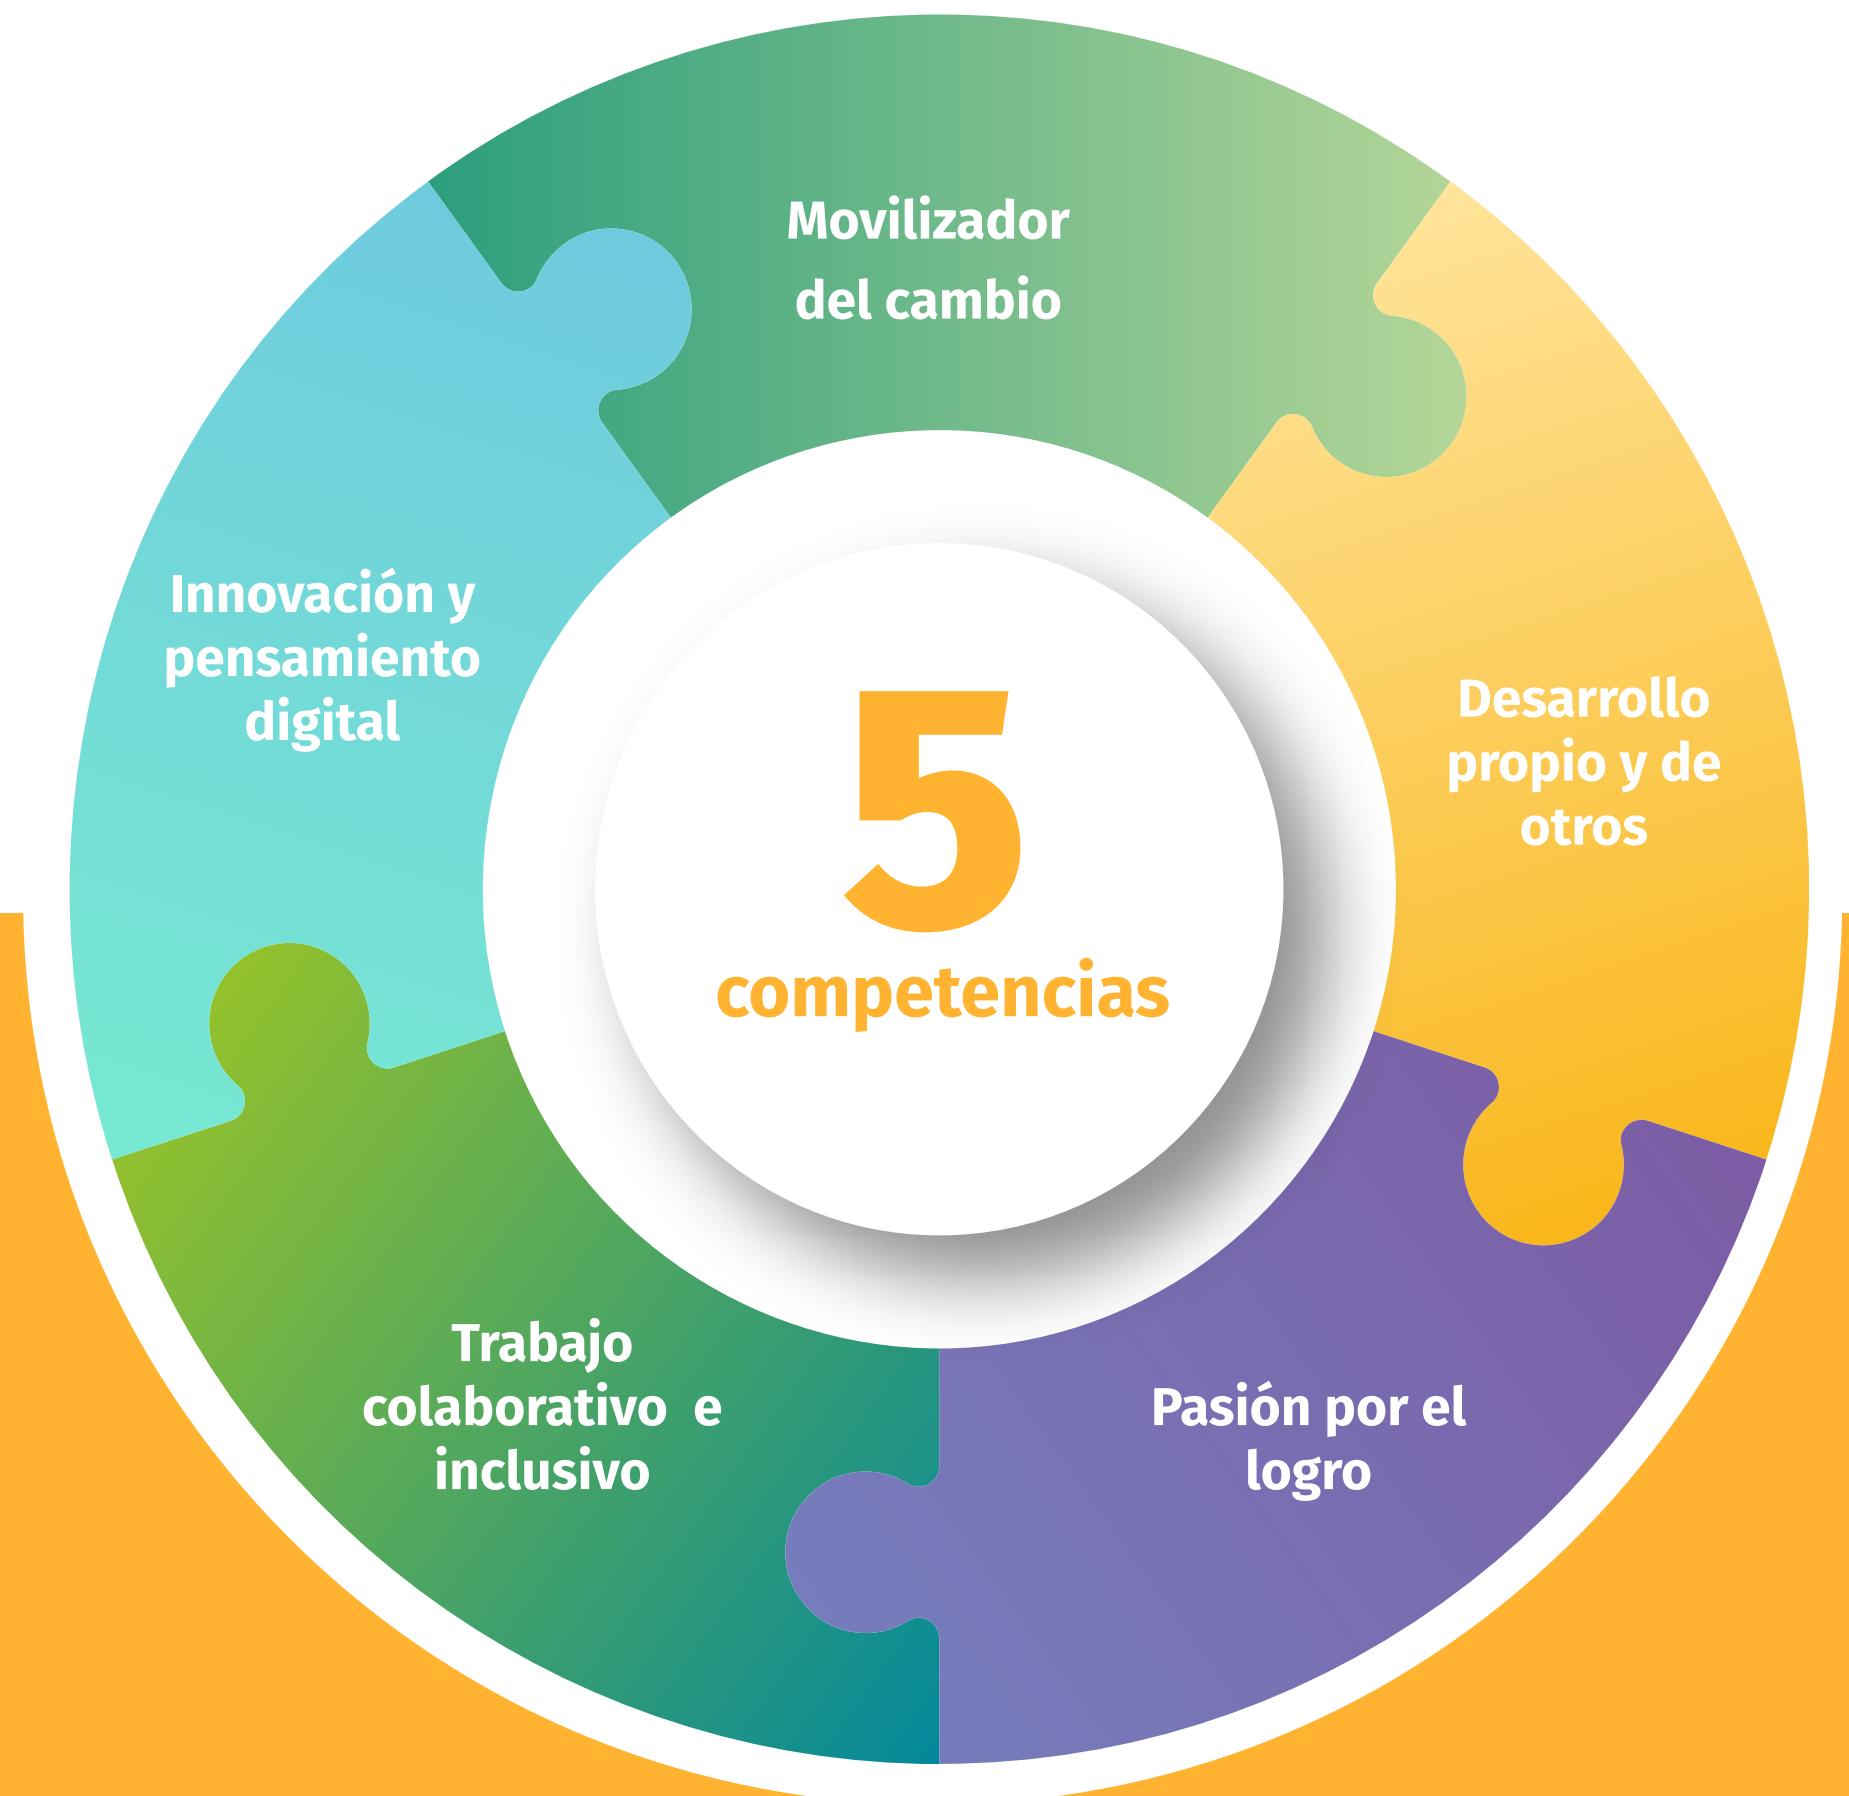 Movilizador
del cambio
Innovación y
pensamiento
digital
Desarrollo
propio y de
otros
5
competencias
Trabajo
colaborativo e
inclusivo
Pasión por el
logro